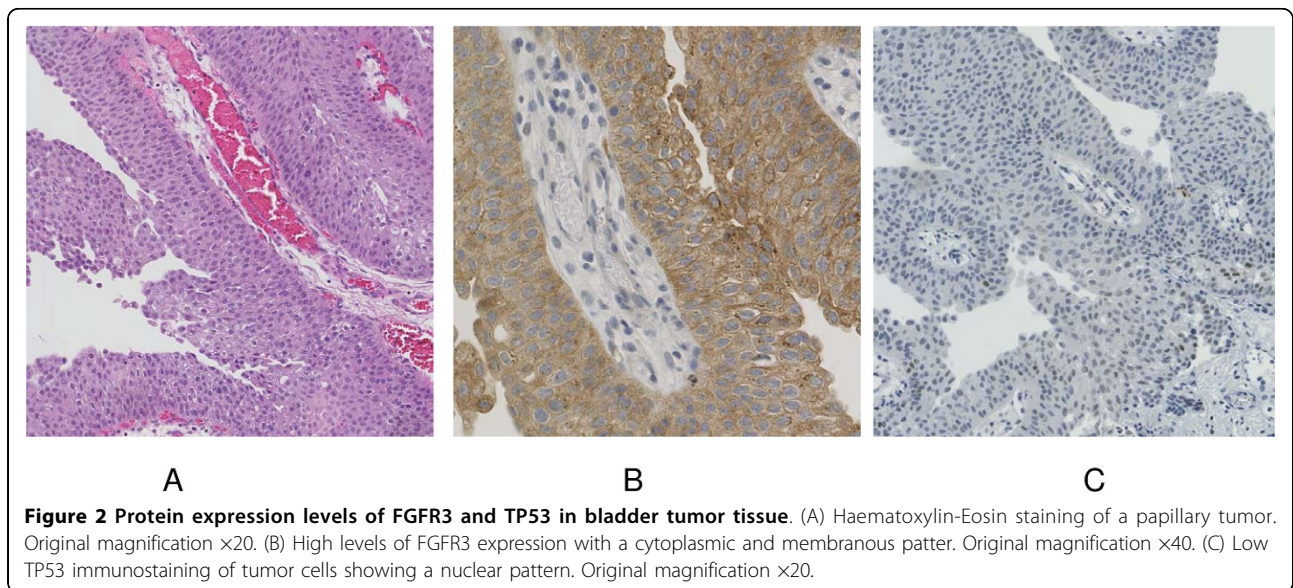 A B C
Figure 2 Protein expression levels of FGFR3 and TP53 in bladder tumor tissue. (A) Haematoxylin-Eosin staining of a papillary tumor.
Original magnification ×20. (B) High levels of FGFR3 expression with a cytoplasmic and membranous patter. Original magnification ×40. (C) Low
TP53 immunostaining of tumor cells showing a nuclear pattern. Original magnification ×20.